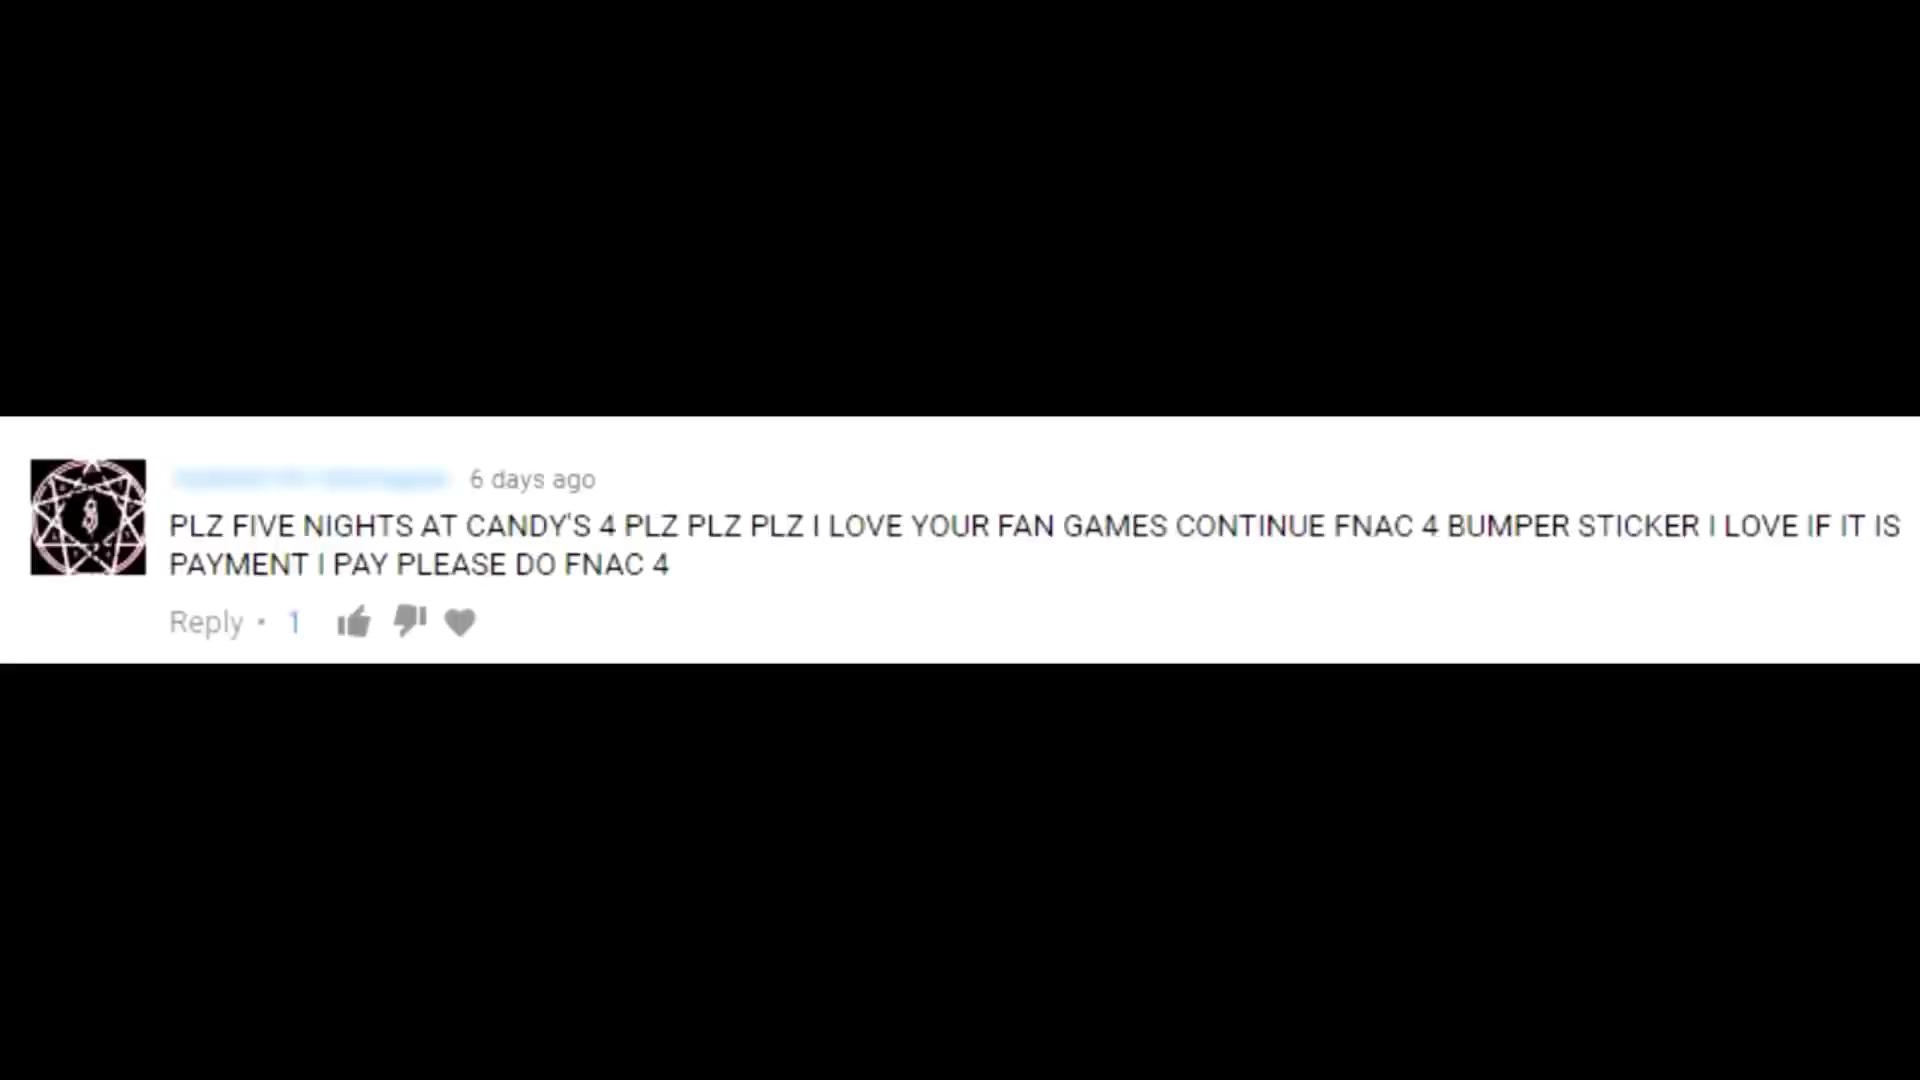 6 days ago
PLZ FIVE NIGHTS AT CANDY'S 4 PLZ PLZ PLZ I LOVE YOUR FAN GAMES CONTINUE FNAC 4 BUMPER STICKER I LOVE IF IT IS
PAYMENT I PAY PLEASE DO FNAC 4
Reply • 1